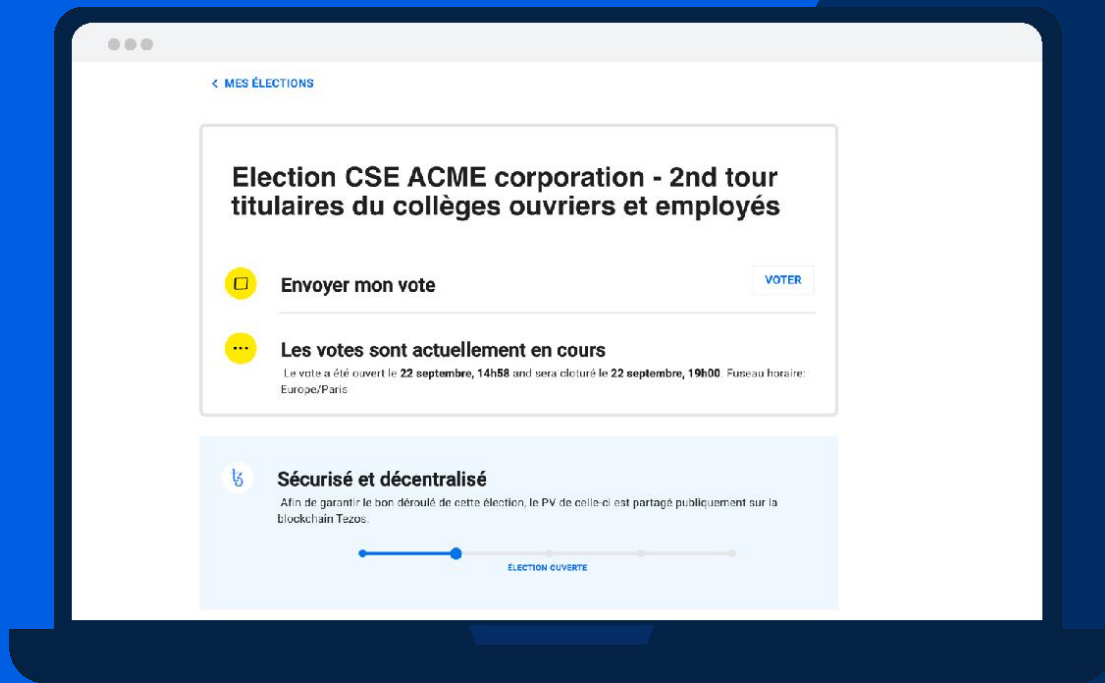 < MES ÉLECTIONS
Election CSE ACME corporation - 2nd tour
titulaires du collèges ouvriers et employés
Envoyer mon vote
VOTER
Les votes sont actuellement en cours
Le vote a été ouvert le 22 septembre, 14h58 and sera cloturé le 22 septembre, 19h00. Fuseau horaire:
Europe/Paris
Sécurisé et décentralisé
Afin de garantir le bon déroulé de cette élection, le PV de celle-ci est partagé publiquement sur la
blockchain Tezos.
ÉLECTION OUVERTE